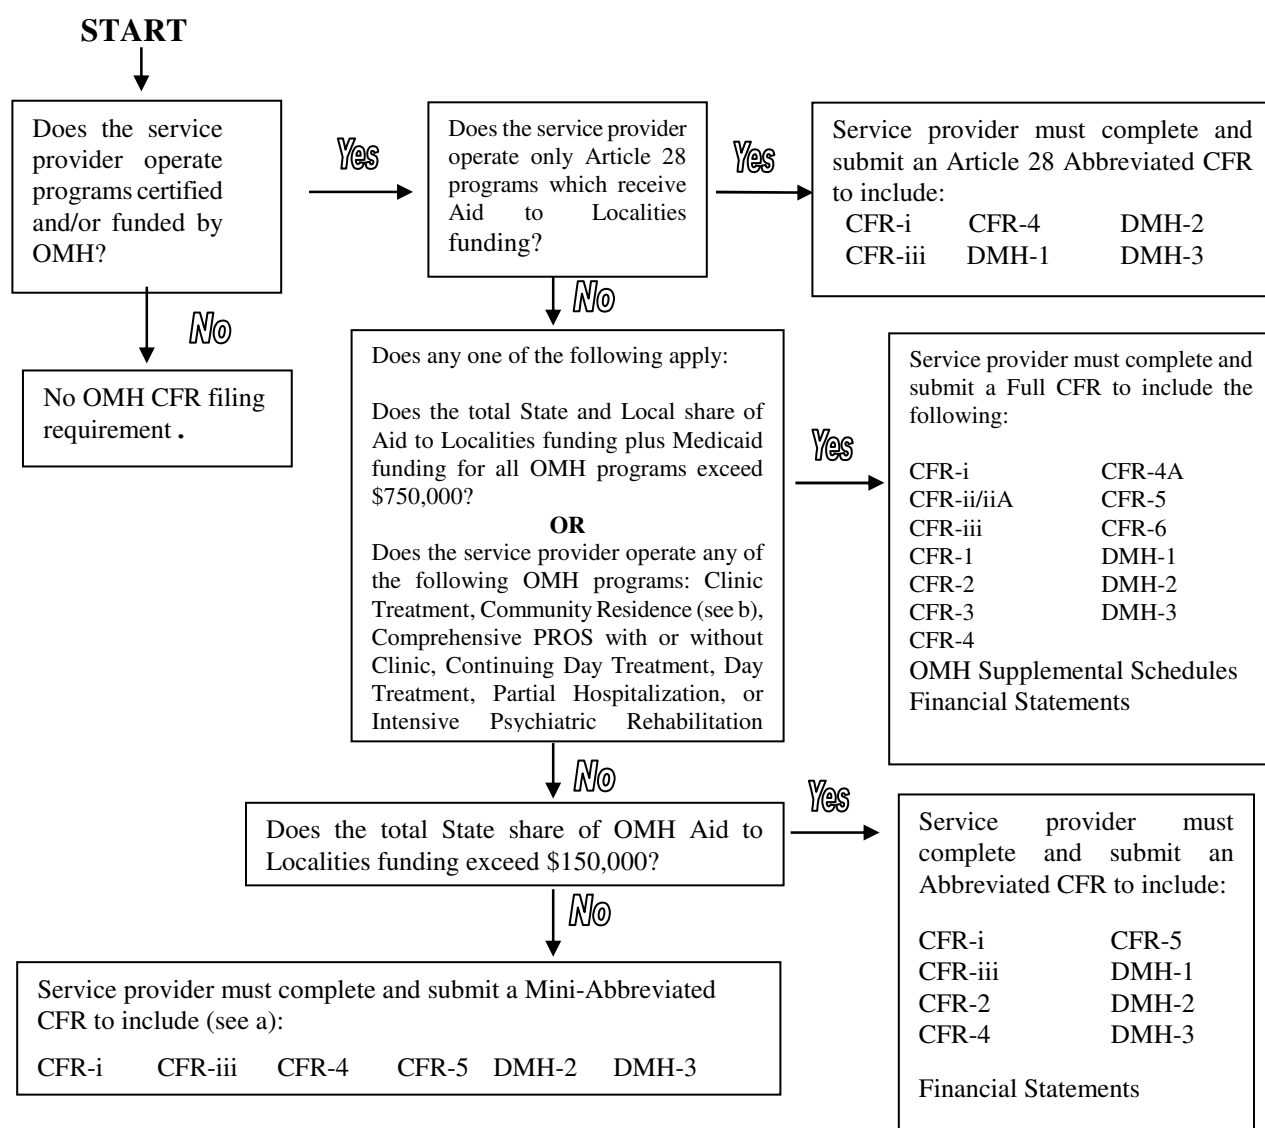 START
Does the service
provider operate
programs certified
and/or funded by
OMH?
Yes
Does the service provider
operate only Article 28
programs which receive
Aid to Localities
funding?
Yes
Service provider must complete and
submit an Article 28 Abbreviated CFR
to include:
CFR-i CFR-4 DMH-2
CFR-iii DMH-1 DMH-3
No
No
No OMH CFR filing
requirement .
Does any one of the following apply:
Does the total State and Local share of
Aid to Localities funding plus Medicaid
funding for all OMH programs exceed
$750,000?
OR
Does the service provider operate any of
the following OMH programs: Clinic
Treatment, Community Residence (see b),
Comprehensive PROS with or without
Clinic, Continuing Day Treatment, Day
Treatment, Partial Hospitalization, or
Intensive Psychiatric Rehabilitation
Yes
Service provider must complete and
submit a Full CFR to include the
following:
CFR-i CFR-4A
CFR-ii/iiA CFR-5
CFR-iii CFR-6
CFR-1 DMH-1
CFR-2 DMH-2
CFR-3 DMH-3
CFR-4
OMH Supplemental Schedules
Financial Statements
No
Does the total State share of OMH Aid to
Localities funding exceed $150,000?
Yes
Service provider must
complete and submit an
Abbreviated CFR to include:
CFR-i CFR-5
CFR-iii DMH-1
CFR-2 DMH-2
CFR-4 DMH-3
Financial Statements
No
Service provider must complete and submit a Mini-Abbreviated
CFR to include (see a):
CFR-i CFR-iii CFR-4 CFR-5 DMH-2 DMH-3